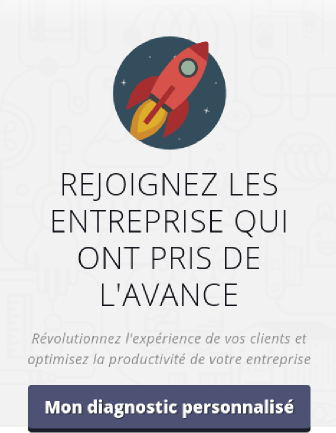 REJOIGNEZ LES
ENTREPRISE QUI
ONT PRIS DE
L'AVANCE
Révolutionnez l'expérience de vos clients et
optimisez la productivité de votre entreprise
Mon diagnostic personnalisé